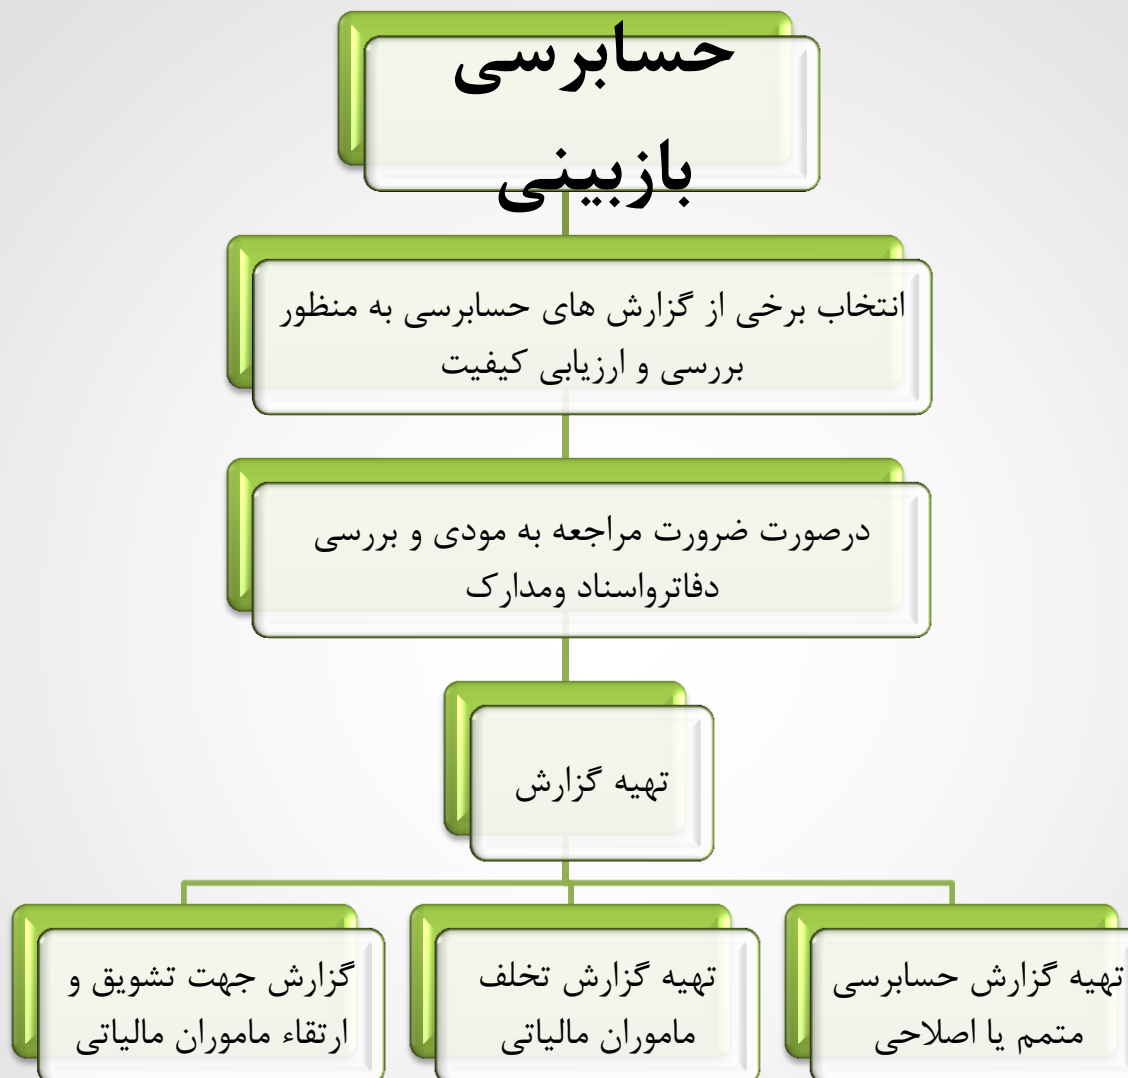 حسابرسی
بازبینی
انتخاب برخی از گزارش های حسابرسی به منظور
بررسی و ارزیابی کیفیت
درصورت ضرورت مراجعه به مودی و بررسی
دفاترواسناد ومدارک
تهیه گزارش
تهیه گزارش حسابرسی
متمم یا اصلاحی
تهیه گزارش تخلف
ماموران مالیاتی
گزارش جهت تشویق و
ارتقاء ماموران مالیاتی